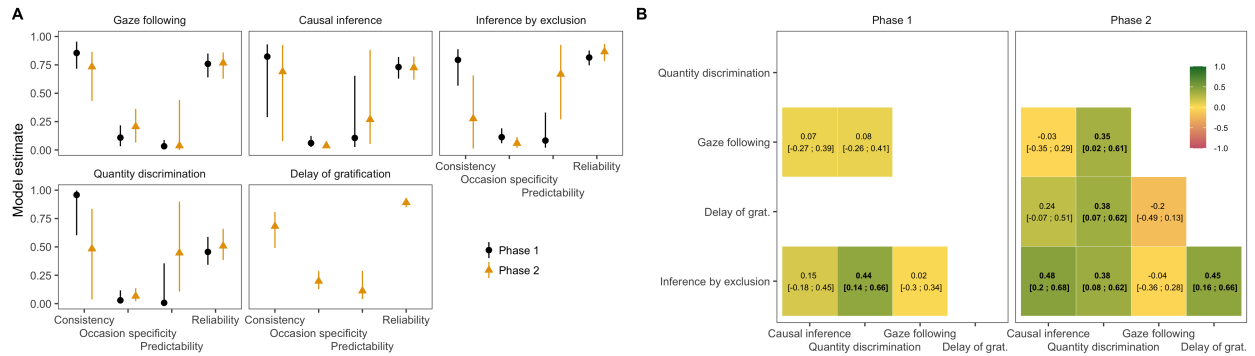 A
Gaze following
Causal inference
Inference by exclusion
1.00
0.75
0.50
0.25
0.00
Consistency
Reliability
Occasion specificity
Predictability
Model estimate
Quantity discrimination
Delay of gratification
1.00
0.75
0.50
0.25
0.00
Phase 1
Phase 2
Consistency
Reliability
Consistency
Reliability
Occasion specificity
Occasion specificity
Predictability
Predictability
B
Phase 1
Phase 2
Quantity discrimination
Gaze following
Delay of grat.
Inference by exclusion
0.07
[-0.27 ; 0.39]
0.08
[-0.26 ; 0.41]
0.15
[-0.18 ; 0.45]
0.44
[0.14 ; 0.66]
0.02
[-0.3 ; 0.34]
Causal inference
Gaze following
Quantity discrimination
Delay of grat.
1.0
0.5
0.0
-0.5
-1.0
-0.03
[-0.35 ; 0.29]
0.35
[0.02 ; 0.61]
0.24
[-0.07 ; 0.51]
0.38
[0.07 ; 0.62]
-0.2
[-0.49 ; 0.13]
0.48
[0.2 ; 0.68]
0.38
[0.08 ; 0.62]
-0.04
[-0.36 ; 0.28]
0.45
[0.16 ; 0.66]
Causal inference
Gaze following
Quantity discrimination
Delay of grat.